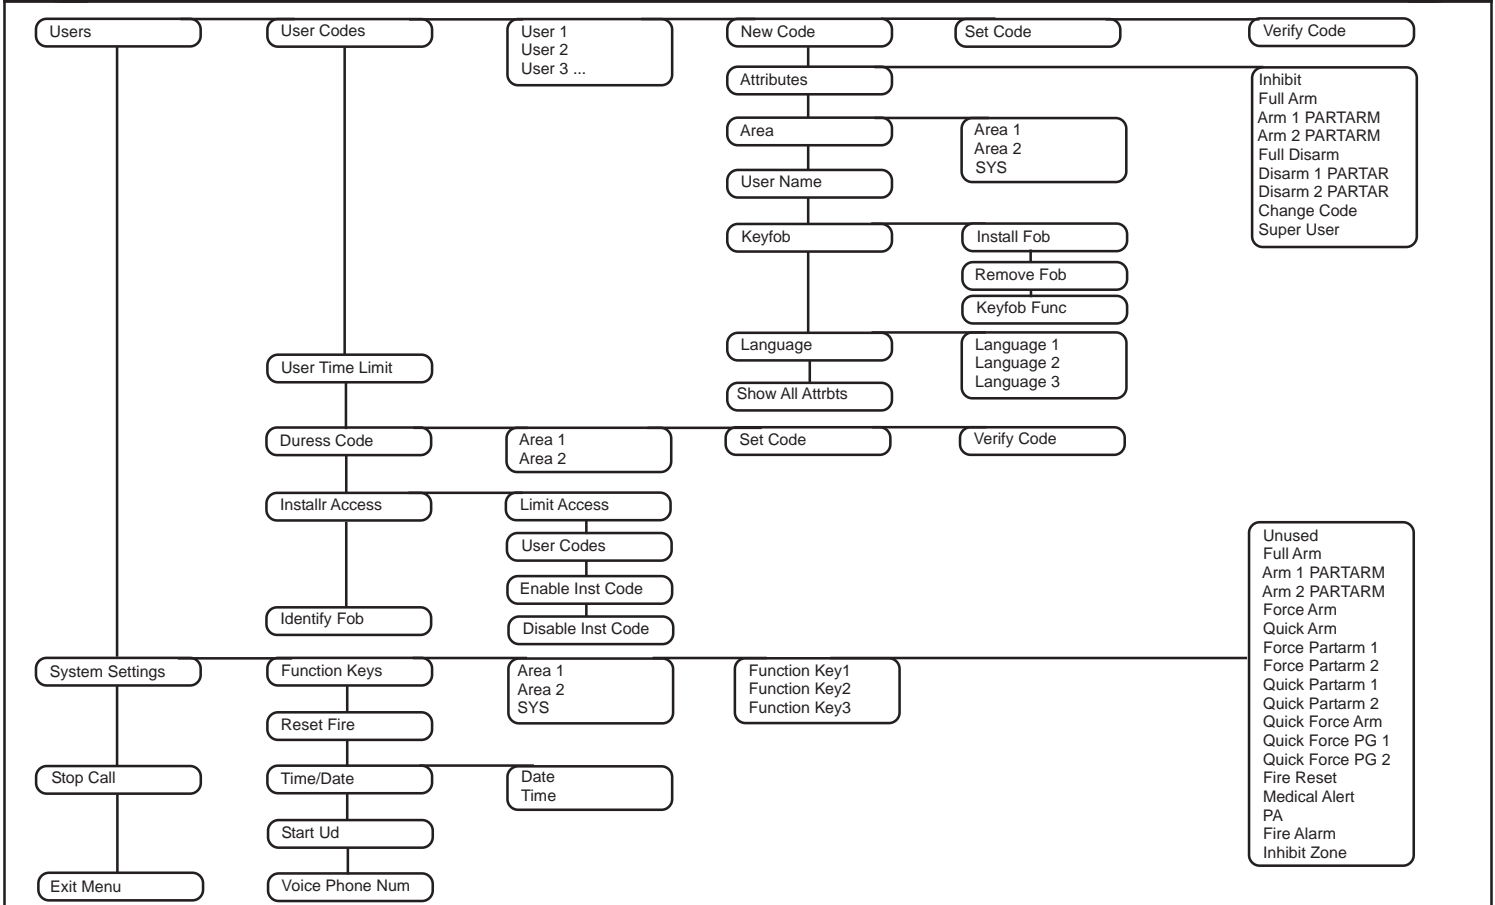 Users
User Codes
User 1
User 2
User 3 ...
New Code
Set Code
Verify Code
Attributes
Inhibit
Full Arm
Arm 1 PARTARM
Arm 2 PARTARM
Full Disarm
Disarm 1 PARTAR
Disarm 2 PARTAR
Change Code
Super User
Area
Area 1
Area 2
SYS
User Name
Keyfob
Install Fob
Remove Fob
Keyfob Func
Language
Language 1
Language 2
Language 3
Show All Attrbts
User Time Limit
Duress Code
Area 1
Area 2
Set Code
Verify Code
Installr Access
Limit Access
User Codes
Enable Inst Code
Disable Inst Code
Identify Fob
System Settings
Function Keys
Area 1
Area 2
SYS
Function Key1
Function Key2
Function Key3
Unused
Full Arm
Arm 1 PARTARM
Arm 2 PARTARM
Force Arm
Quick Arm
Force Partarm 1
Force Partarm 2
Quick Partarm 1
Quick Partarm 2
Quick Force Arm
Quick Force PG 1
Quick Force PG 2
Fire Reset
Medical Alert
PA
Fire Alarm
Inhibit Zone
Reset Fire
Stop Call
Time/Date
Date
Time
Start Ud
Exit Menu
Voice Phone Num